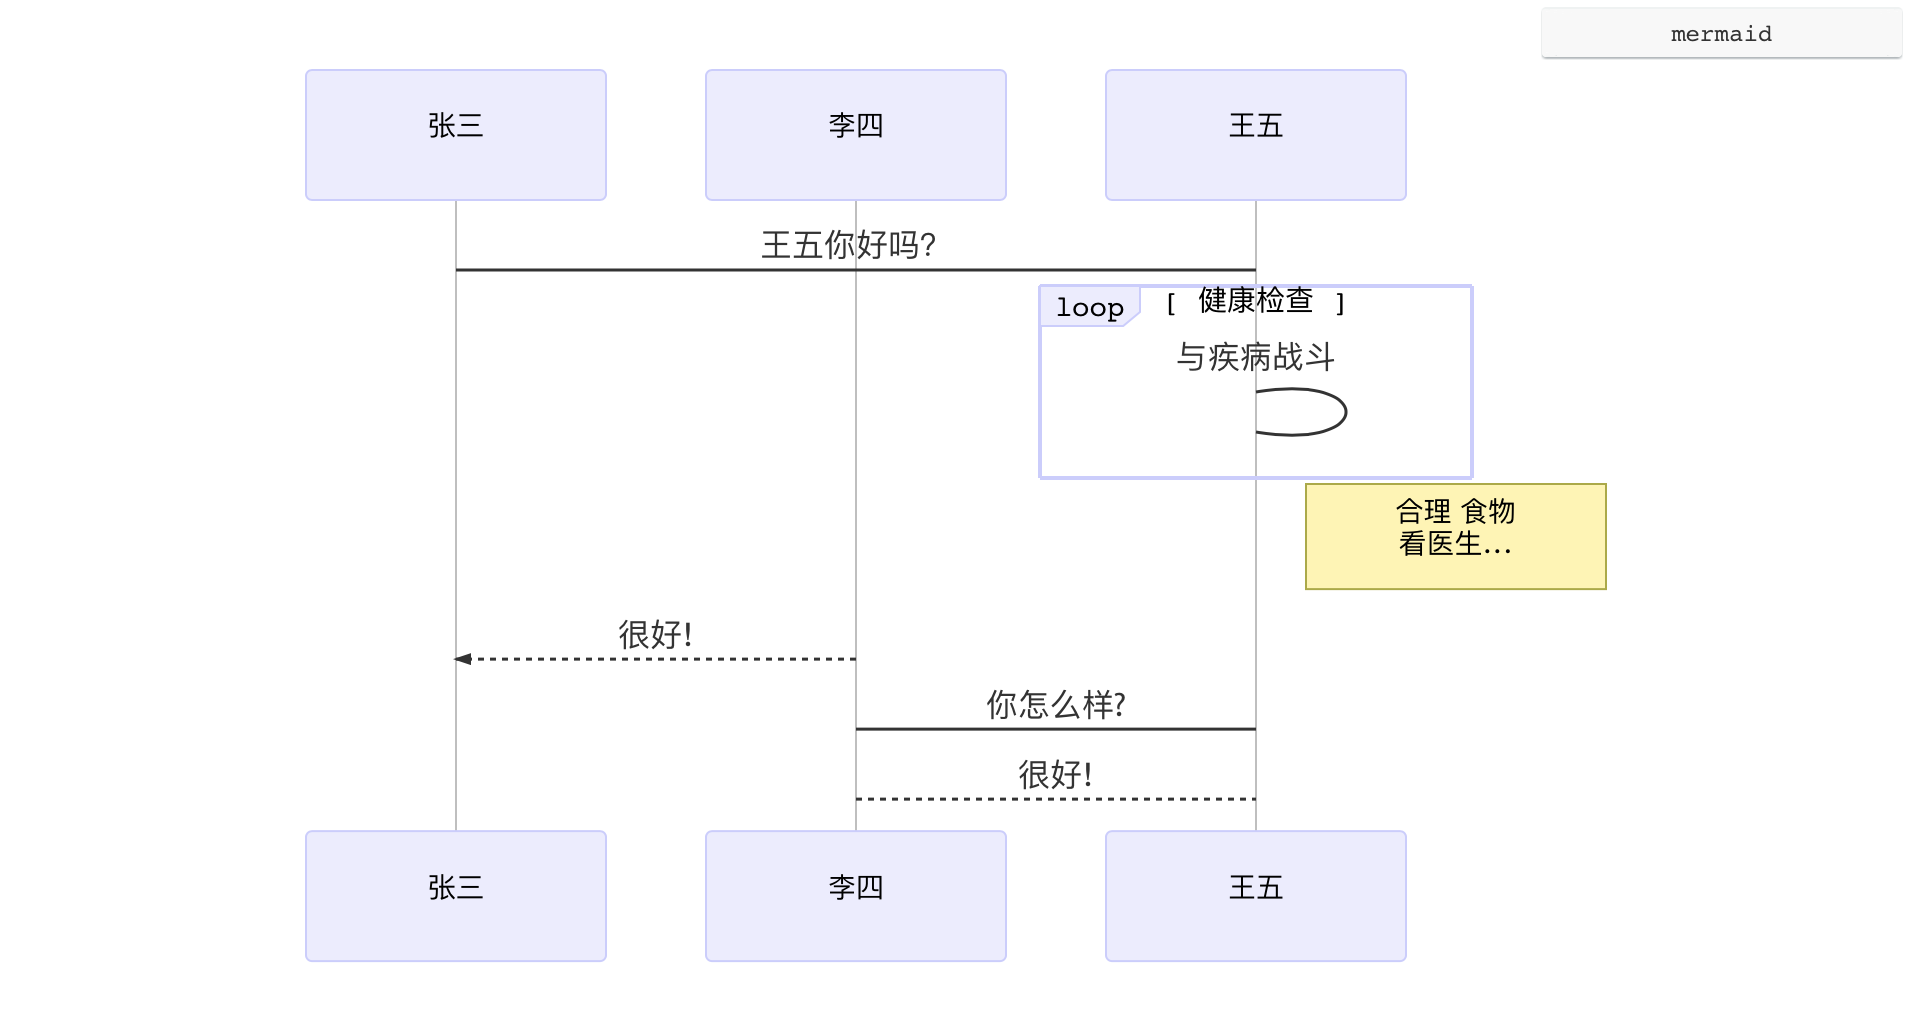 mermaid
张三
李四
王五
王五你好吗?
loop
[ 健康检查 ]
与疾病战斗
合理 食物
看医生...
很好!
你怎么样?
很好!
张三
李四
王五